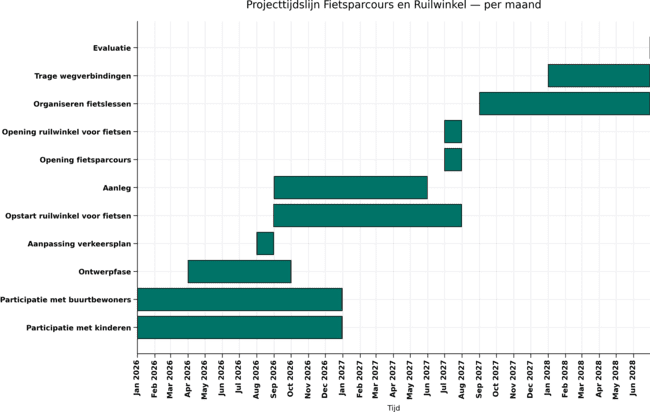 Projecttijdslijn Fietsparcours en Ruilwinkel — per maand
Evaluatie
Trage wegverbindingen
Organiseren fietslessen
Opening ruilwinkel voor fietsen
Opening fietsparcours
Aanleg
Opstart ruilwinkel voor fietsen
Aanpassing verkeersplan
Ontwerpfase
Participatie met buurtbewoners
Participatie met kinderen
Jan 2026
Feb 2026
Mar 2026
Apr 2026
May 2026
Jun 2026
Jul 2026
Aug 2026
Sep 2026
Oct 2026
Nov 2026
Dec 2026
Jan 2027
Feb 2027
Mar 2027
Apr 2027
May 2027
Jun 2027
Jul 2027
Aug 2027
Sep 2027
Oct 2027
Nov 2027
Dec 2027
Jan 2028
Feb 2028
Mar 2028
Apr 2028
May 2028
Jun 2028
Tijd